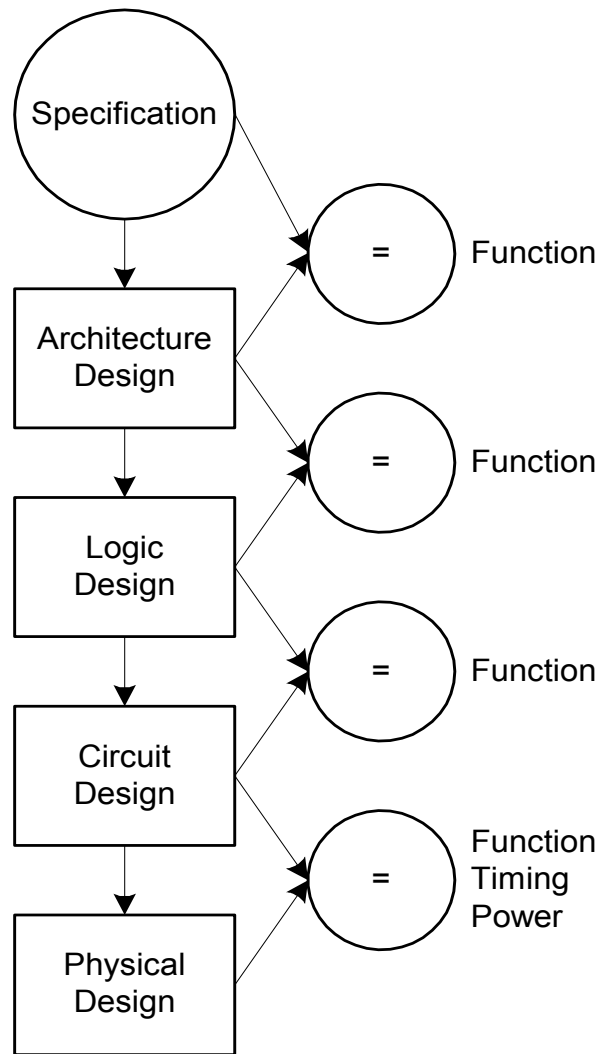 Specification
=
Function
Architecture
Design
=
Function
Logic
Design
=
Function
Circuit
Design
=
Function
Timing
Power
Physical
Design